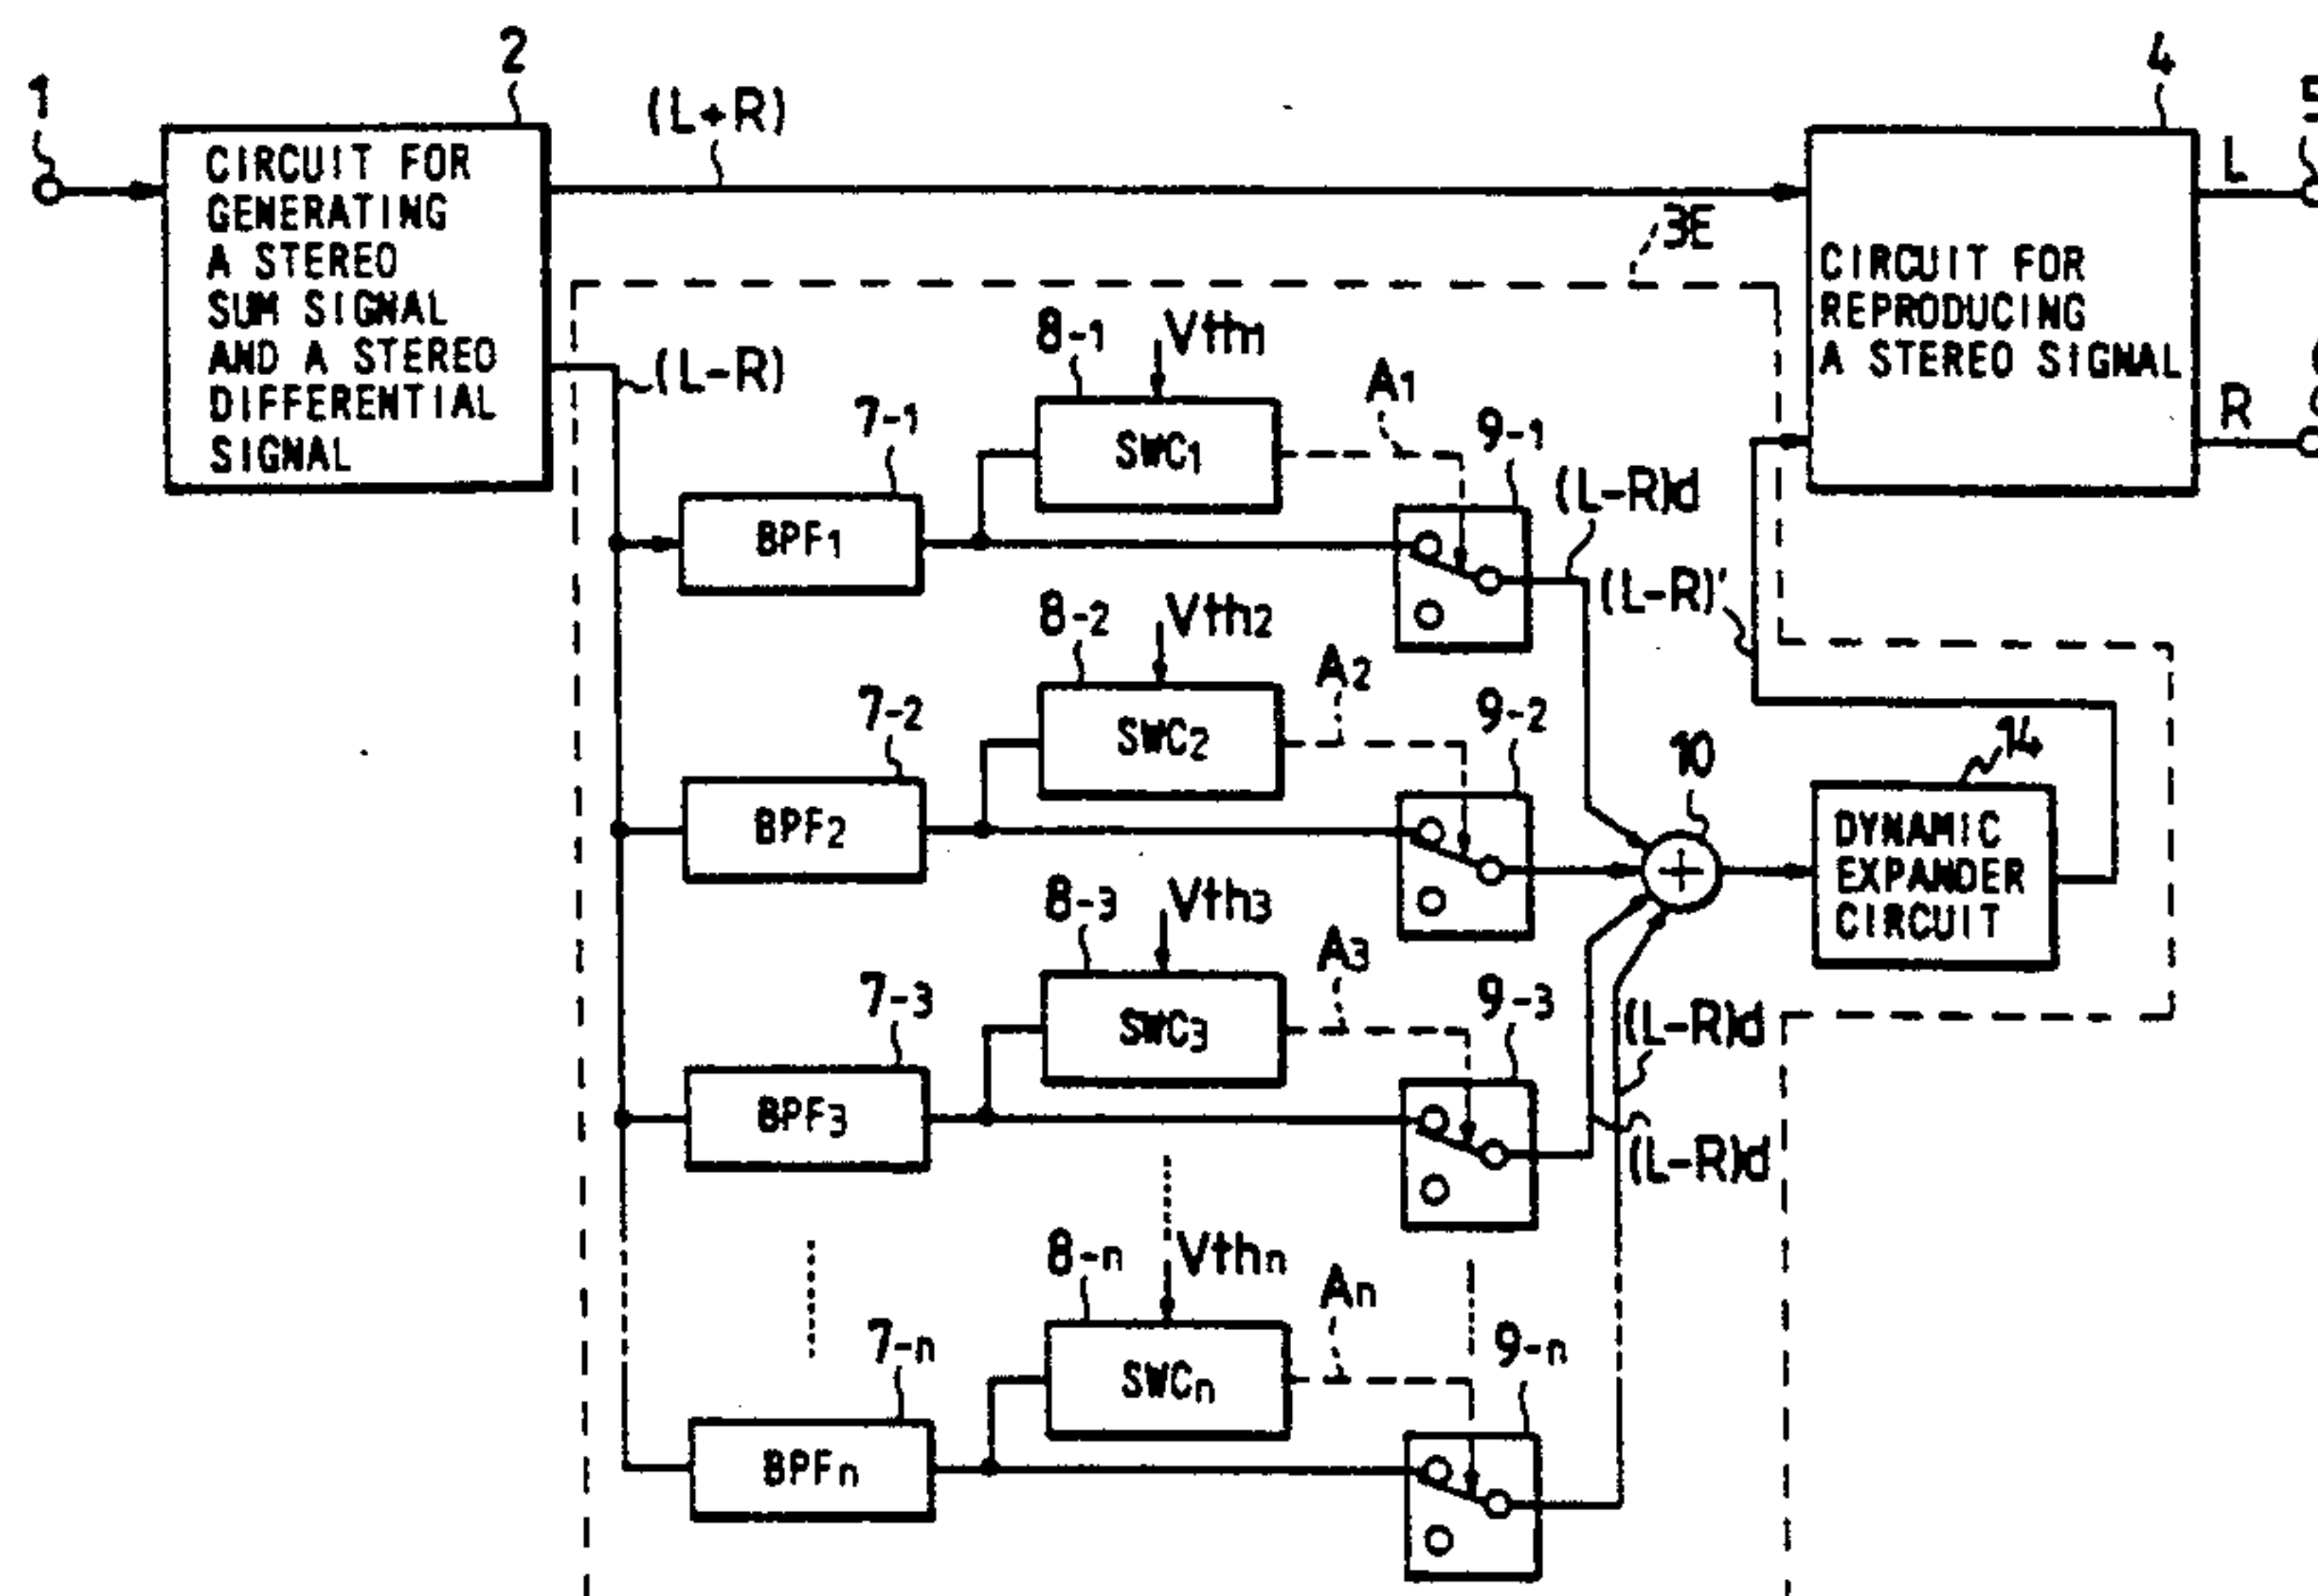 1
2
(L+R)
4
5
CIRCUIT FOR
GENERATING
A STEREO
SUM SIGNAL
AND A STEREO
DIFFERENTIAL
SIGNAL
L
3E
CIRCUIT FOR
REPRODUCING
A STEREO SIGNAL
(L-R)
8-1
Vth1
A1
R
7-1
SWC1
9-1
(L-R)d
BPF1
(L-R)'
8-2
Vth2
A2
7-2
SWC2
9-2
10
14
BPF2
DYNAMIC
EXPANDER
CIRCUIT
8-3
Vth3
A3
7-3
SWC3
9-3
(L-R)d
BPF3
(L-R)d
8-n
Vthn
An
7-n
SWCn
9-n
BPFn